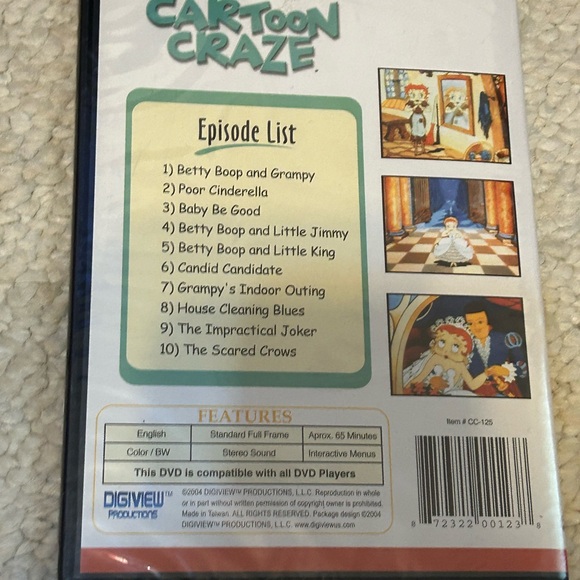 CARTOON
CRAZE
Episode List
1) Betty Boop and Grampy
2) Poor Cinderella
3) Baby Be Good
4) Betty Boop and Little Jimmy
5) Betty Boop and Little King
6) Candid Candidate
7) Grampy's Indoor Outing
8) House Cleaning Blues
9) The Impractical Joker
10) The Scared Crows
FEATURES
English Standard Full Frame Aprox. 65 Minutes
Color / BW Stereo Sound Interactive Menus
This DVD is compatible with all DVD Players
DIGIVIEW™
PRODUCTIONS
©2004 DIGIVIEW™ PRODUCTIONS, L.L.C. Reproduction in whole
or in part without written permission of copyright owner is prohibited.
Made in Taiwan. ALL RIGHTS RESERVED. Package design ©2004
DIGIVIEW™ PRODUCTIONS, L.L.C. www.digiviewus.com
Item # CC-125
8 72322 00123 8